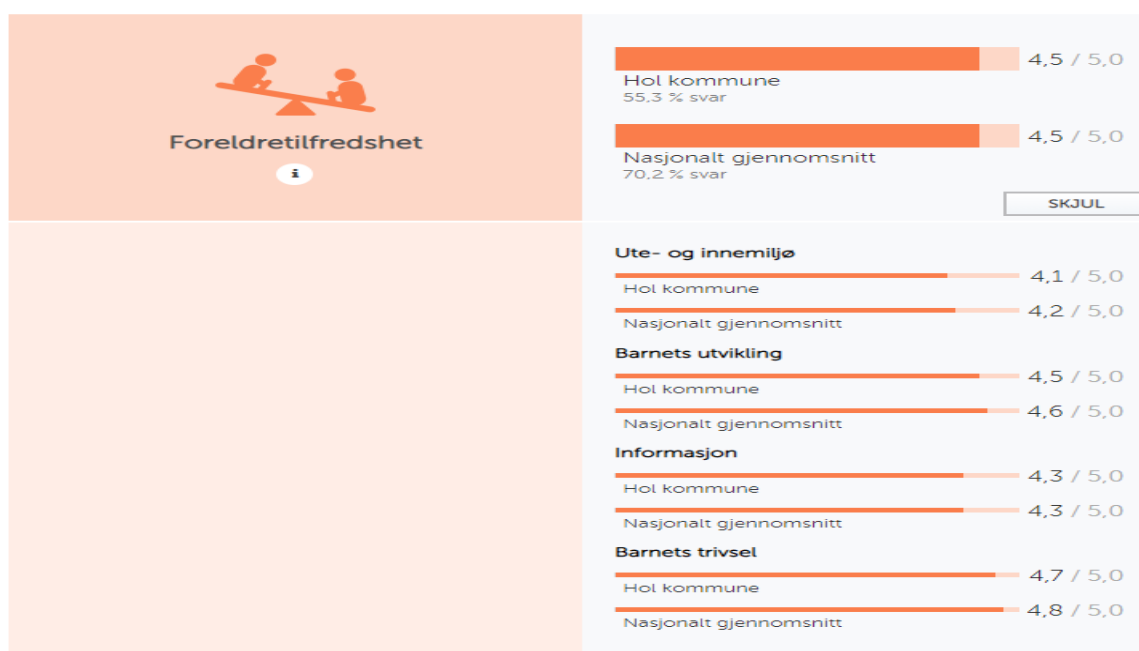 Foreldretilfredshet
i
4,5 / 5,0
Hol kommune
55,3 % svar
4,5 / 5,0
Nasjonalt gjennomsnitt
70,2 % svar
SKJUL
Ute- og innemiljø
4,1 / 5,0
Hol kommune
4,2 / 5,0
Nasjonalt gjennomsnitt
Barnets utvikling
4,5 / 5,0
Hol kommune
4,6 / 5,0
Nasjonalt gjennomsnitt
Informasjon
4,3 / 5,0
Hol kommune
4,3 / 5,0
Nasjonalt gjennomsnitt
Barnets trivsel
4,7 / 5,0
Hol kommune
4,8 / 5,0
Nasjonalt gjennomsnitt